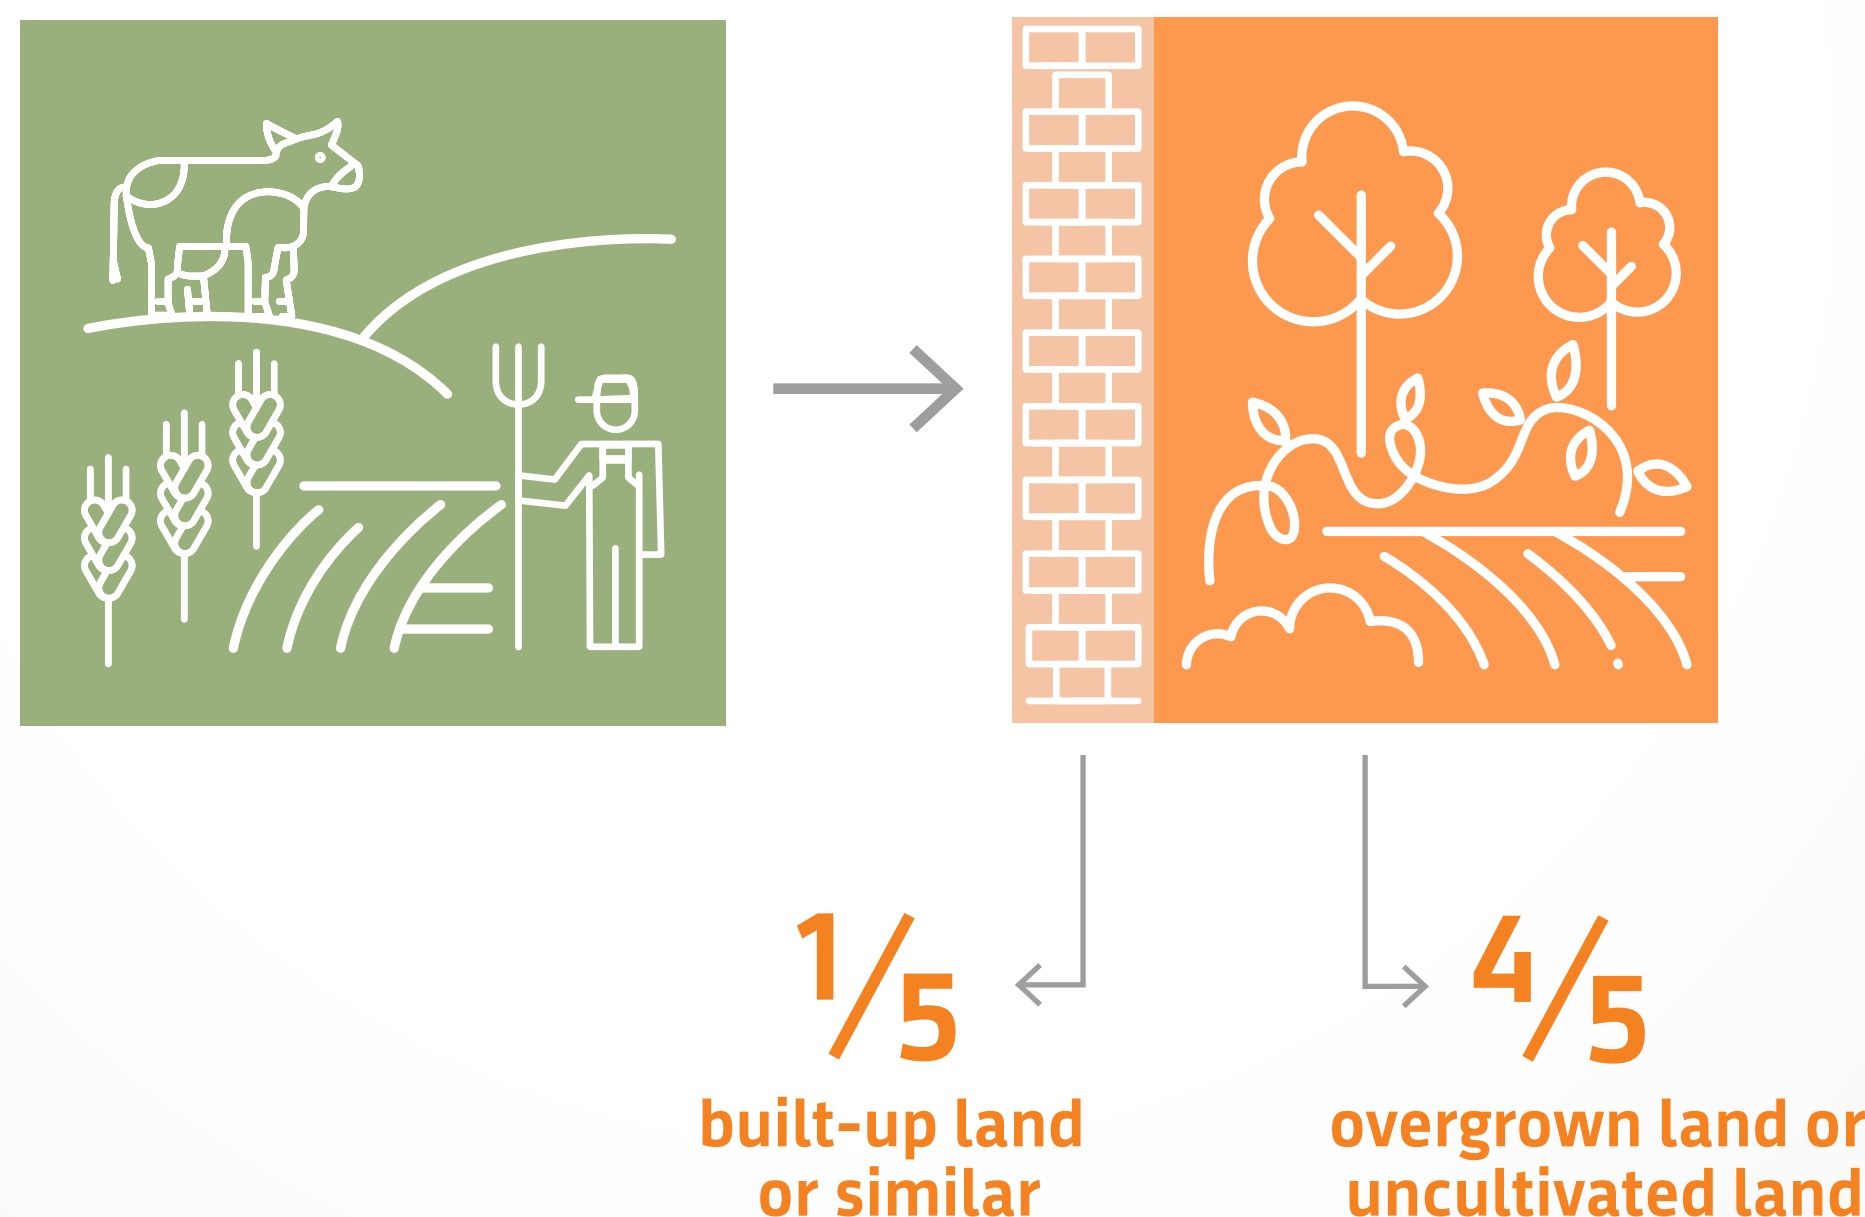 1/5
built-up land
or similar
4/5
overgrown land or
uncultivated land